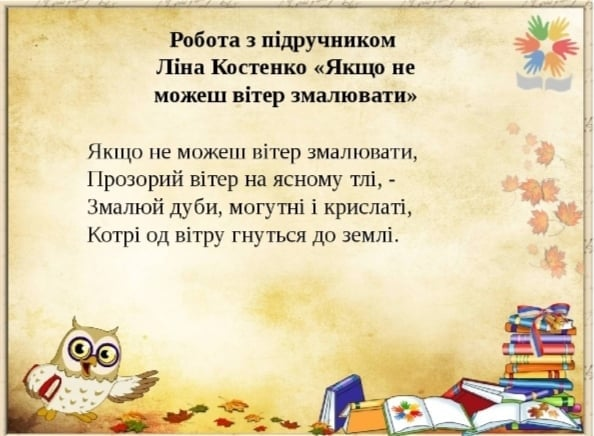 Робота з підручником
Ліна Костенко «Якщо не
можеш вітер змалювати»
Якщо не можеш вітер змалювати,
Прозорий вітер на ясному тлі, -
Змалюй дуби, могутні і крислаті,
Котрі од вітру гнуться до землі.